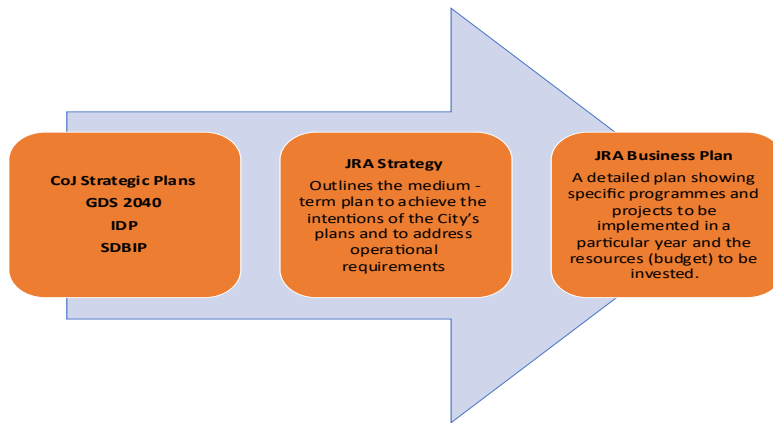 CoJ Strategic Plans
GDS 2040
IDP
SDBIP
JRA Strategy
Outlines the medium -
term plan to achieve the
intentions of the City’s
plans and to address
operational
requirements
JRA Business Plan
A detailed plan showing
specific programmes and
projects to be
implemented in a
particular year and the
resources (budget) to be
invested.